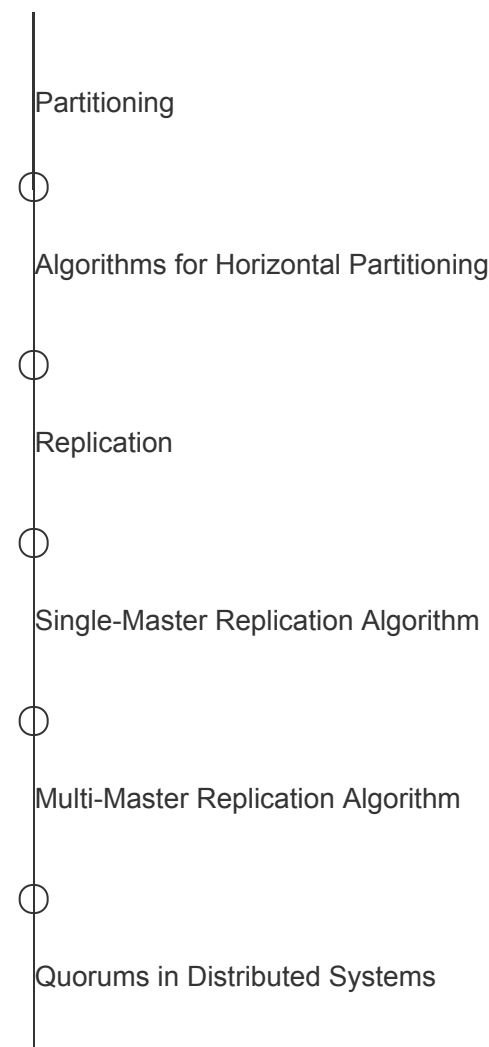 Partitioning
Algorithms for Horizontal Partitioning
Replication
Single-Master Replication Algorithm
Multi-Master Replication Algorithm
Quorums in Distributed Systems